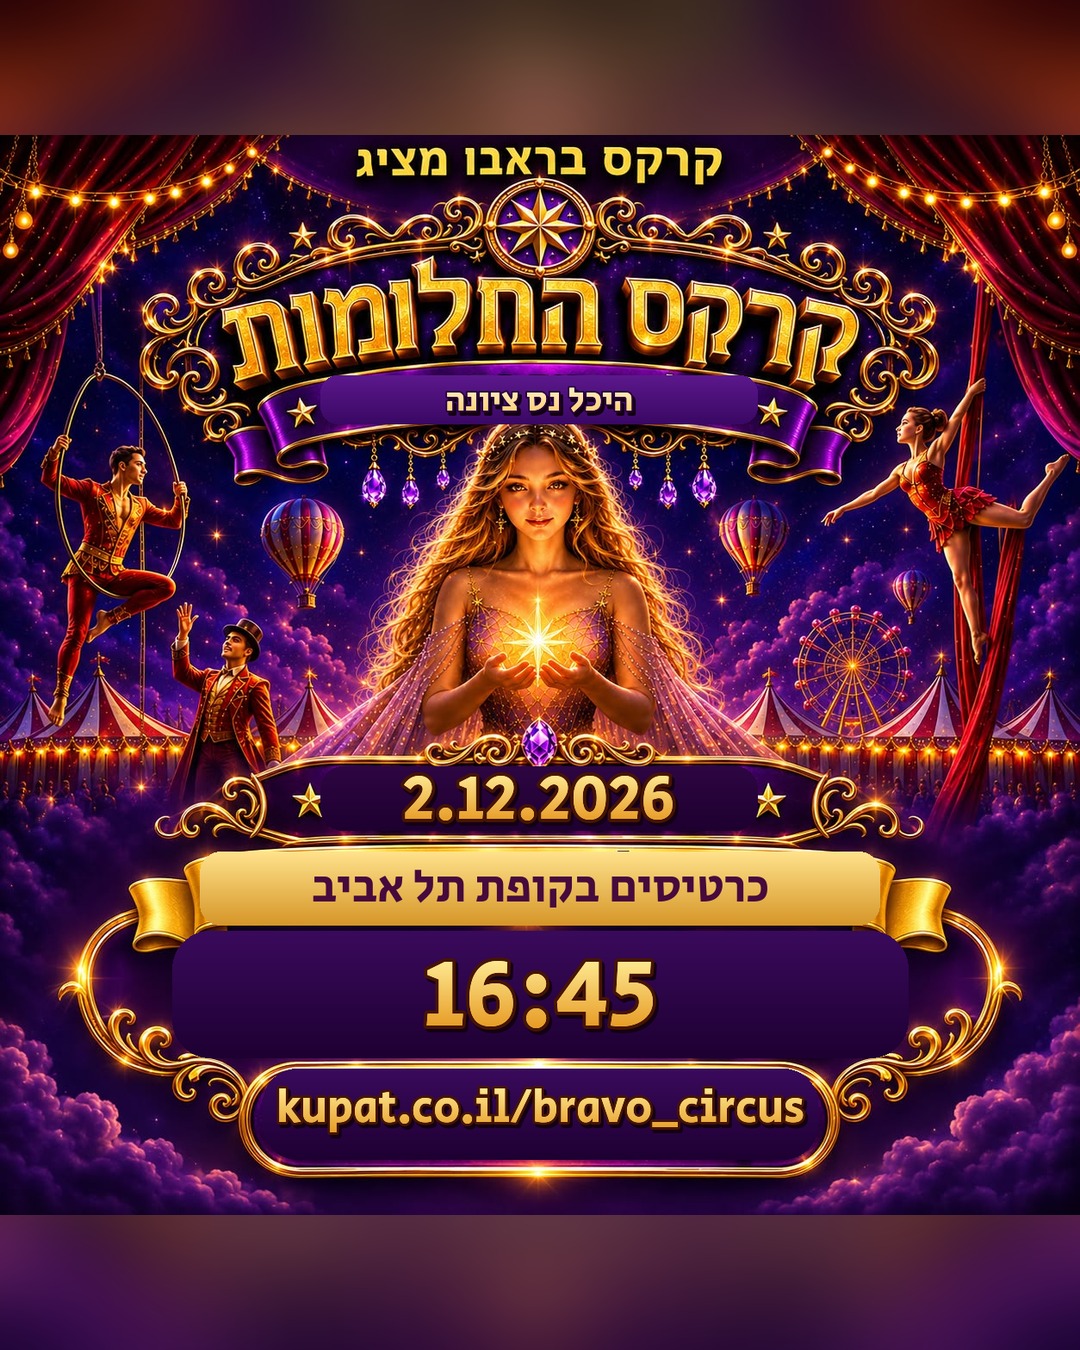 קרקס בראבו מציג
קרקס החלומות
היכל נס ציונה
2.12.2026
כרטיסים בקופת תל אביב
16:45
kupat.co.il/bravo_circus